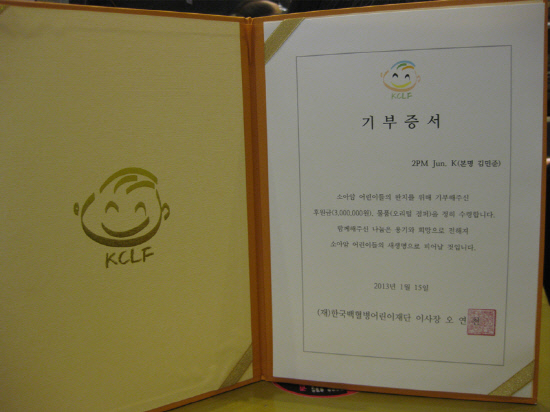 KCLF
KCLF
기부증서
2PM Jun. K(본명 김민준)
소아암 어린이들의 완치를 위해 기부해주신
후원금(3,000,000원), 물품(오리털 점퍼)을 정히 수령합니다.
함께해주신 나눔은 용기와 희망으로 전해져
소아암 어린이들의 새생명으로 피어날 것입니다.
2013년 1월 15일
(재)한국백혈병어린이재단 이사장 오 연